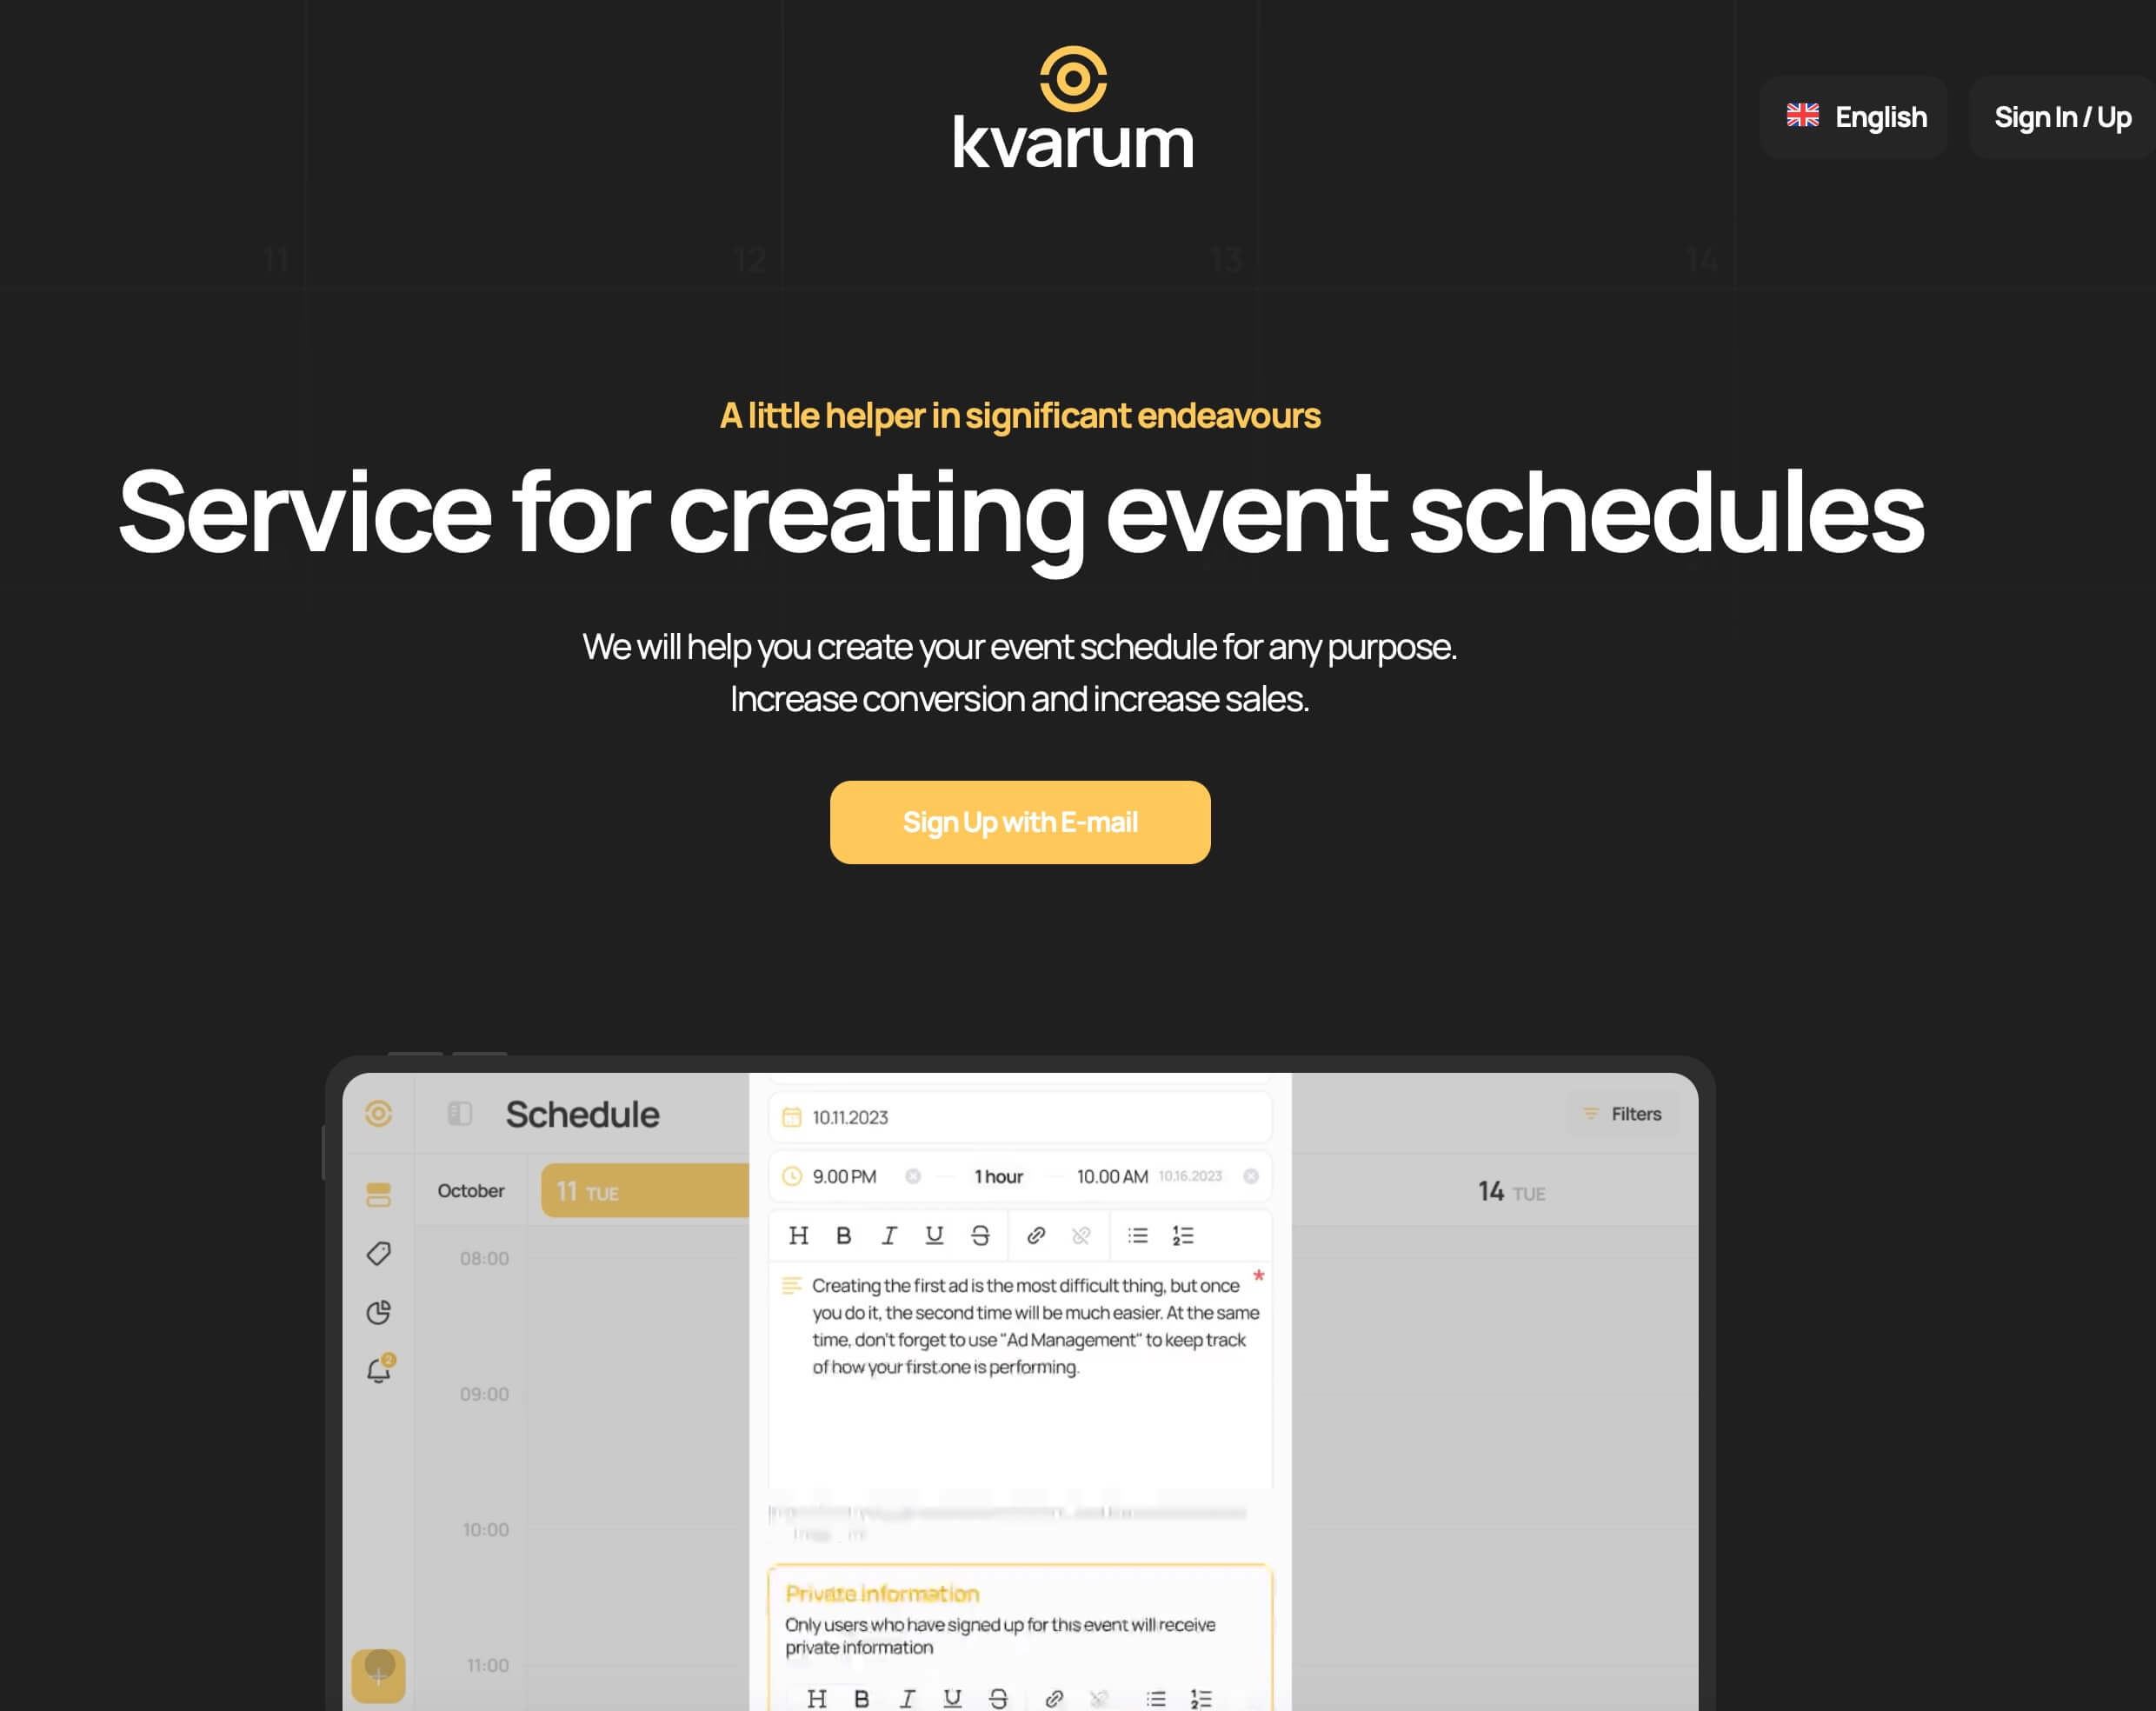 kvarum
English
Sign In / Up
11
12
13
14
A little helper in significant endeavours
Service for creating event schedules
We will help you create your event schedule for any purpose.
Increase conversion and increase sales.
Sign Up with E-mail
Schedule
Filters
10.11.2023
9.00 PM
1 hour
10.00 AM 10.16.2023
October
11 TUE
14 TUE
H B I U S
Creating the first ad is the most difficult thing, but once *
you do it, the second time will be much easier. At the same
time, don't forget to use "Ad Management" to keep track
of how your first one is performing.
2
08:00
09:00
10:00
11:00
Private information
Only users who have signed up for this event will receive
private information
H B I U S